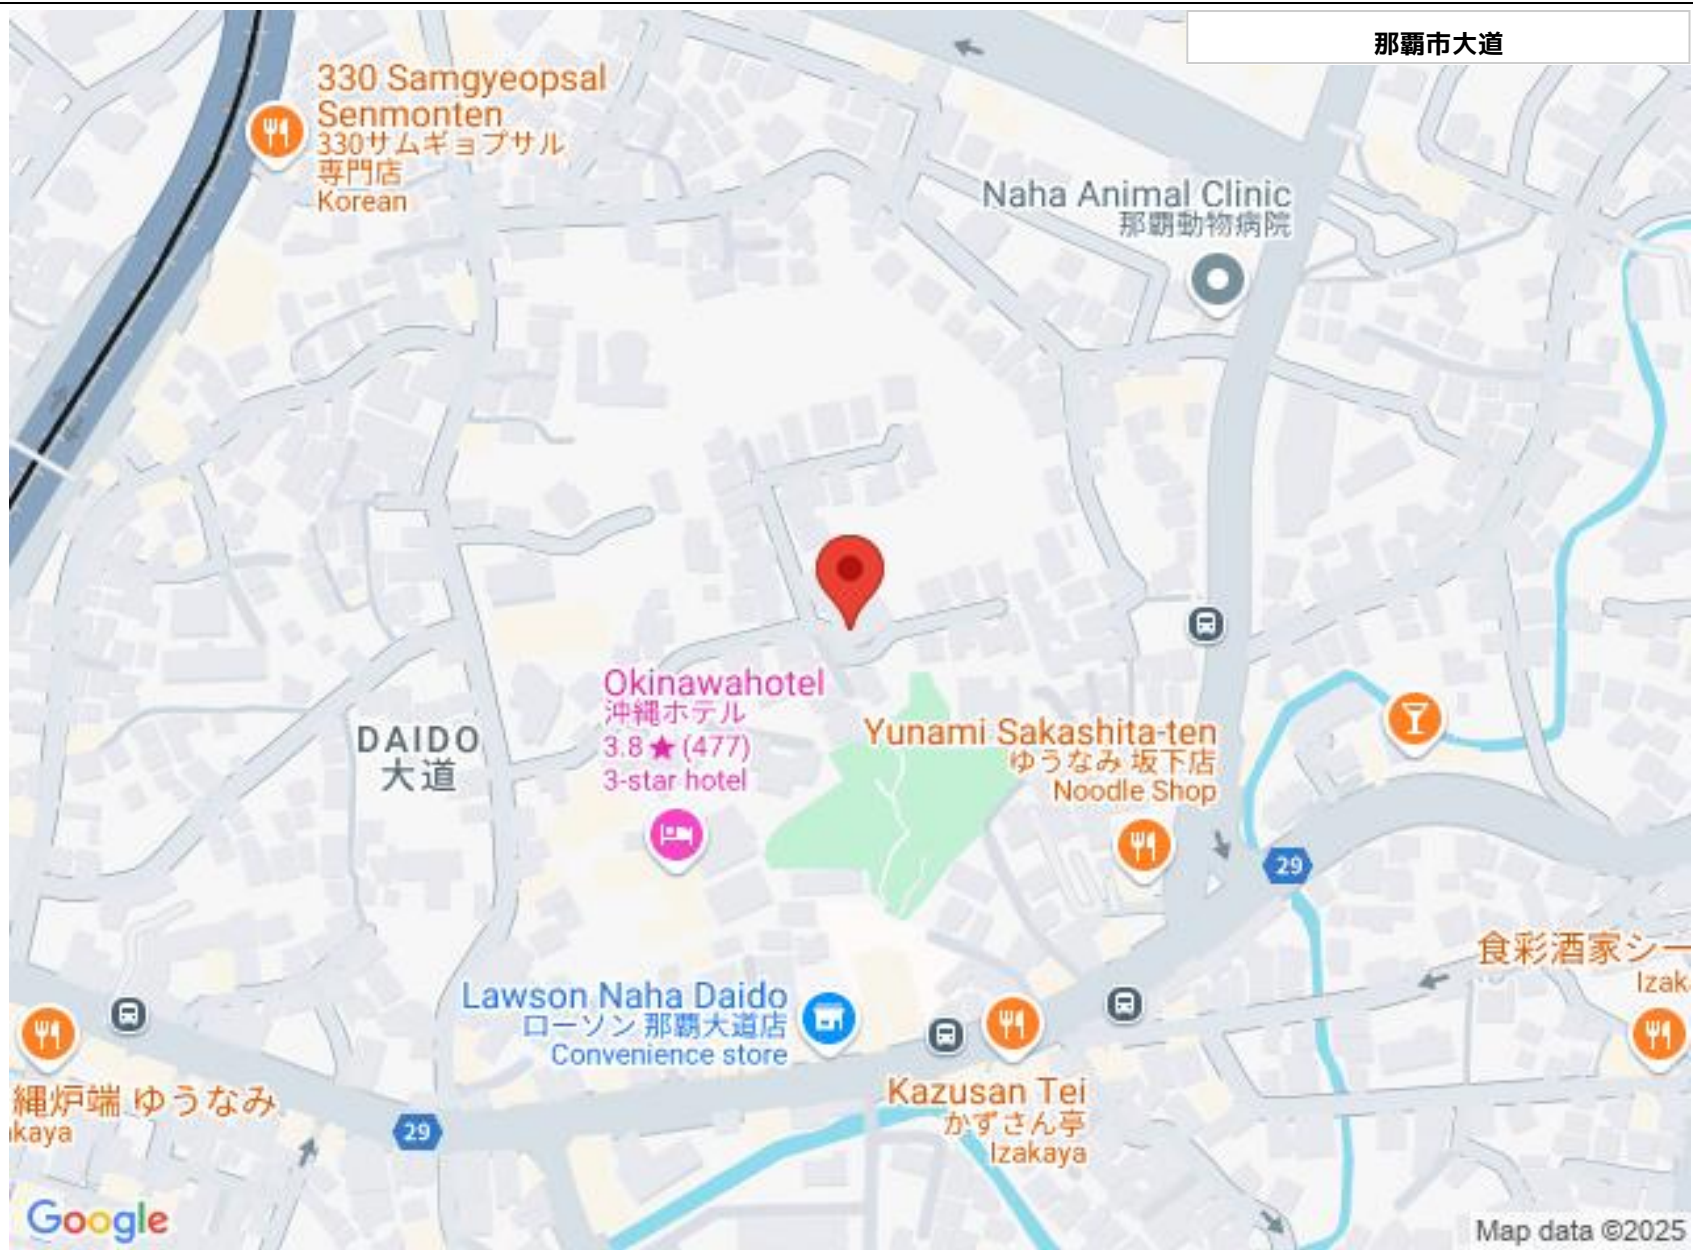 那覇市大道
330 Samgyeopsal
Senmonten
330サムギョプサル
専門店
Korean
Naha Animal Clinic
那覇動物病院
Okinawahotel
沖縄ホテル
3.8★(477)
3-star hotel
DAIDO
大道
Yunami Sakashita-ten
ゆうなみ 坂下店
Noodle Shop
29
食彩酒家シー
Izak
Lawson Naha Daido
ローソン 那覇大道店
Convenience store
Kazusan Tei
かずさん亭
Izakaya
縄炉端 ゆうなみ
kaya
29
Google
Map data ©2025